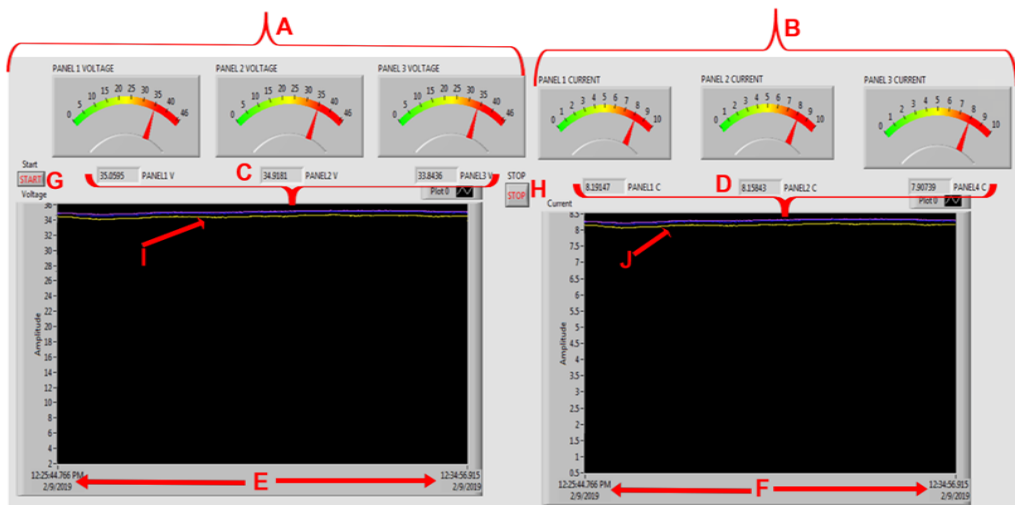 A
B
PANEL 1 VOLTAGE
PANEL 2 VOLTAGE
PANEL 3 VOLTAGE
0 5 10 15 20 25 30 35 40 46
0 5 10 15 20 25 30 35 40 46
0 5 10 15 20 25 30 35 40 46
PANEL 1 CURRENT
PANEL 2 CURRENT
PANEL 3 CURRENT
0 1 2 3 4 5 6 7 8 9 10
0 1 2 3 4 5 6 7 8 9 10
0 1 2 3 4 5 6 7 8 9 10
Start
START
G
35.0595 PANEL1 V
C
34.9181 PANEL2 V
33.8436 PANEL3 V
STOP
STOP
H
8.19147 PANEL1 C
D
8.15843 PANEL2 C
7.90739 PANEL4 C
Voltage
Plot 0
36
34
32
30
28
26
24
22
20
18
16
14
12
10
8
6
4
2
Amplitude
I
12:25:44.766 PM
2/9/2019
E
12:34:56.915
2/9/2019
Current
Plot 0
8.5
8
7.5
7
6.5
6
5.5
5
4.5
4
3.5
3
2.5
2
1.5
1
0.5
Amplitude
J
12:25:44.766 PM
2/9/2019
F
12:34:56.915
2/9/2019